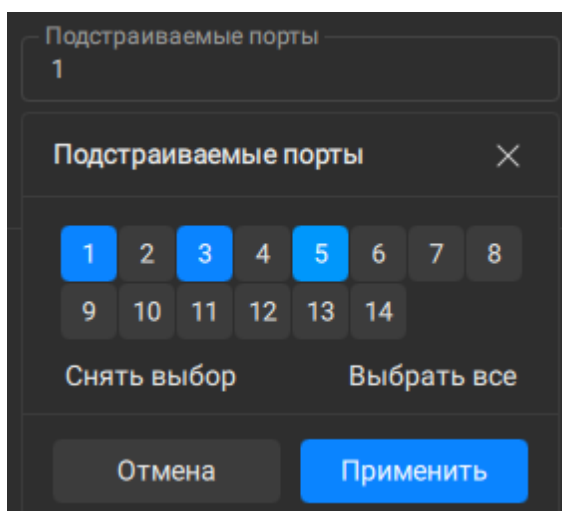 Подстраиваемые порты
1
Подстраиваемые порты
1 2 3 4 5 6 7 8
9 10 11 12 13 14
Снять выбор Выбрать все
Отмена Применить